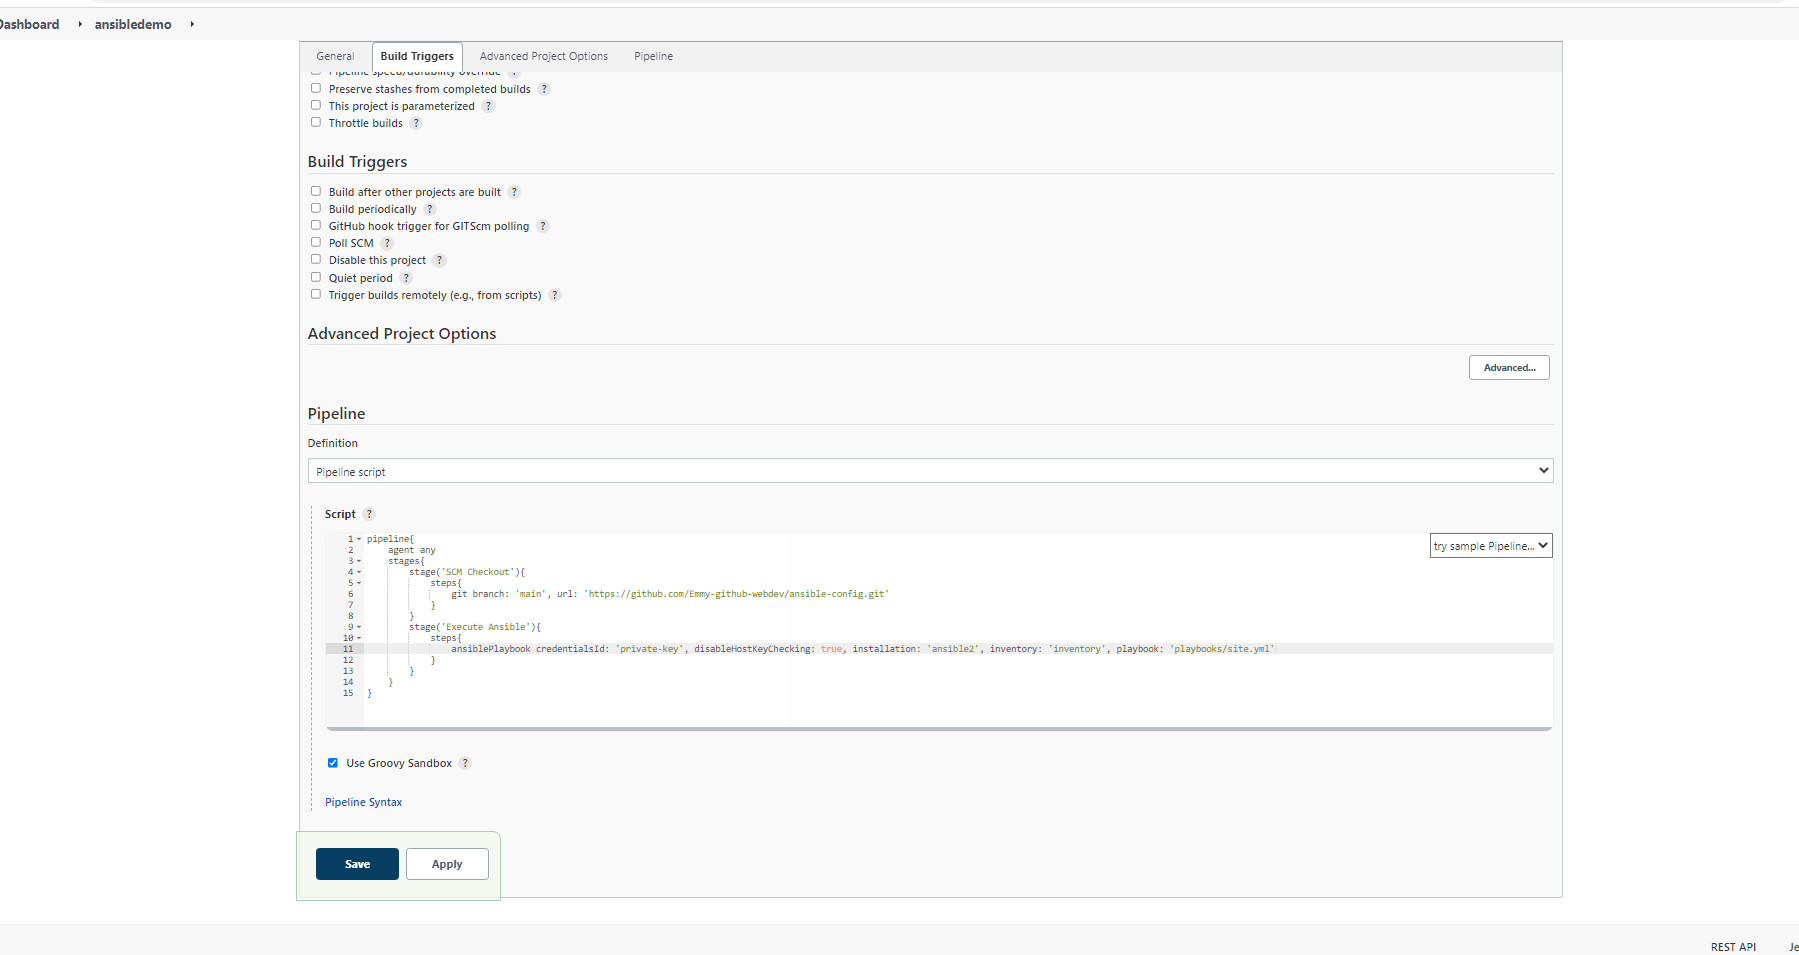 Dashboard ansibledemo
General Build Triggers Advanced Project Options Pipeline
Pipeline speed/durability override ?
Preserve stashes from completed builds ?
This project is parameterized ?
Throttle builds ?
Build Triggers
Build after other projects are built ?
Build periodically ?
GitHub hook trigger for GITScm polling ?
Poll SCM ?
Disable this project ?
Quiet period ?
Trigger builds remotely (e.g., from scripts) ?
Advanced Project Options
Advanced...
Pipeline
Definition
Pipeline script
Script ?
try sample Pipeline...
1 pipeline{
2 agent any
3 stages{
4 stage('SCM Checkout'){
5 steps{
6 git branch: 'main', url: 'https://github.com/Emmy-github-webdev/ansible-config.git'
7 }
8 }
9 stage('Execute Ansible'){
10 steps{
11 ansiblePlaybook credentialsId: 'private-key', disableHostKeyChecking: true, installation: 'ansible2', inventory: 'inventory', playbook: 'playbooks/site.yml'
12 }
13 }
14 }
15 }
Use Groovy Sandbox ?
Pipeline Syntax
Save Apply
REST API Je